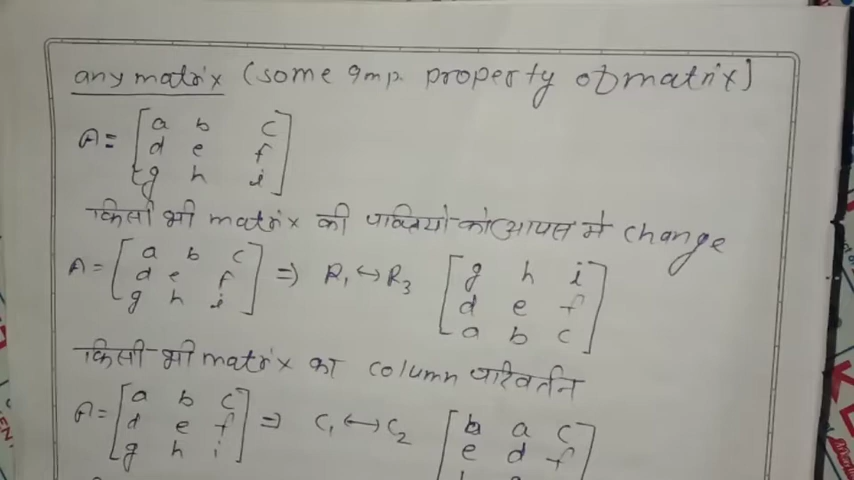 any matrix (some imp. property of matrix)
A = [a b c
d e f
g h i]
किसी भी matrix की पंक्तियो को आपस मे change
A = [a b c
d e f
g h i] ⇒ R₁ ↔ R₃ [g h i
d e f
a b c]
किसी भी matrix का column परिवर्तन
A = [a b c
d e f
g h i] ⇒ C₁ ↔ C₂ [b a c
e d f